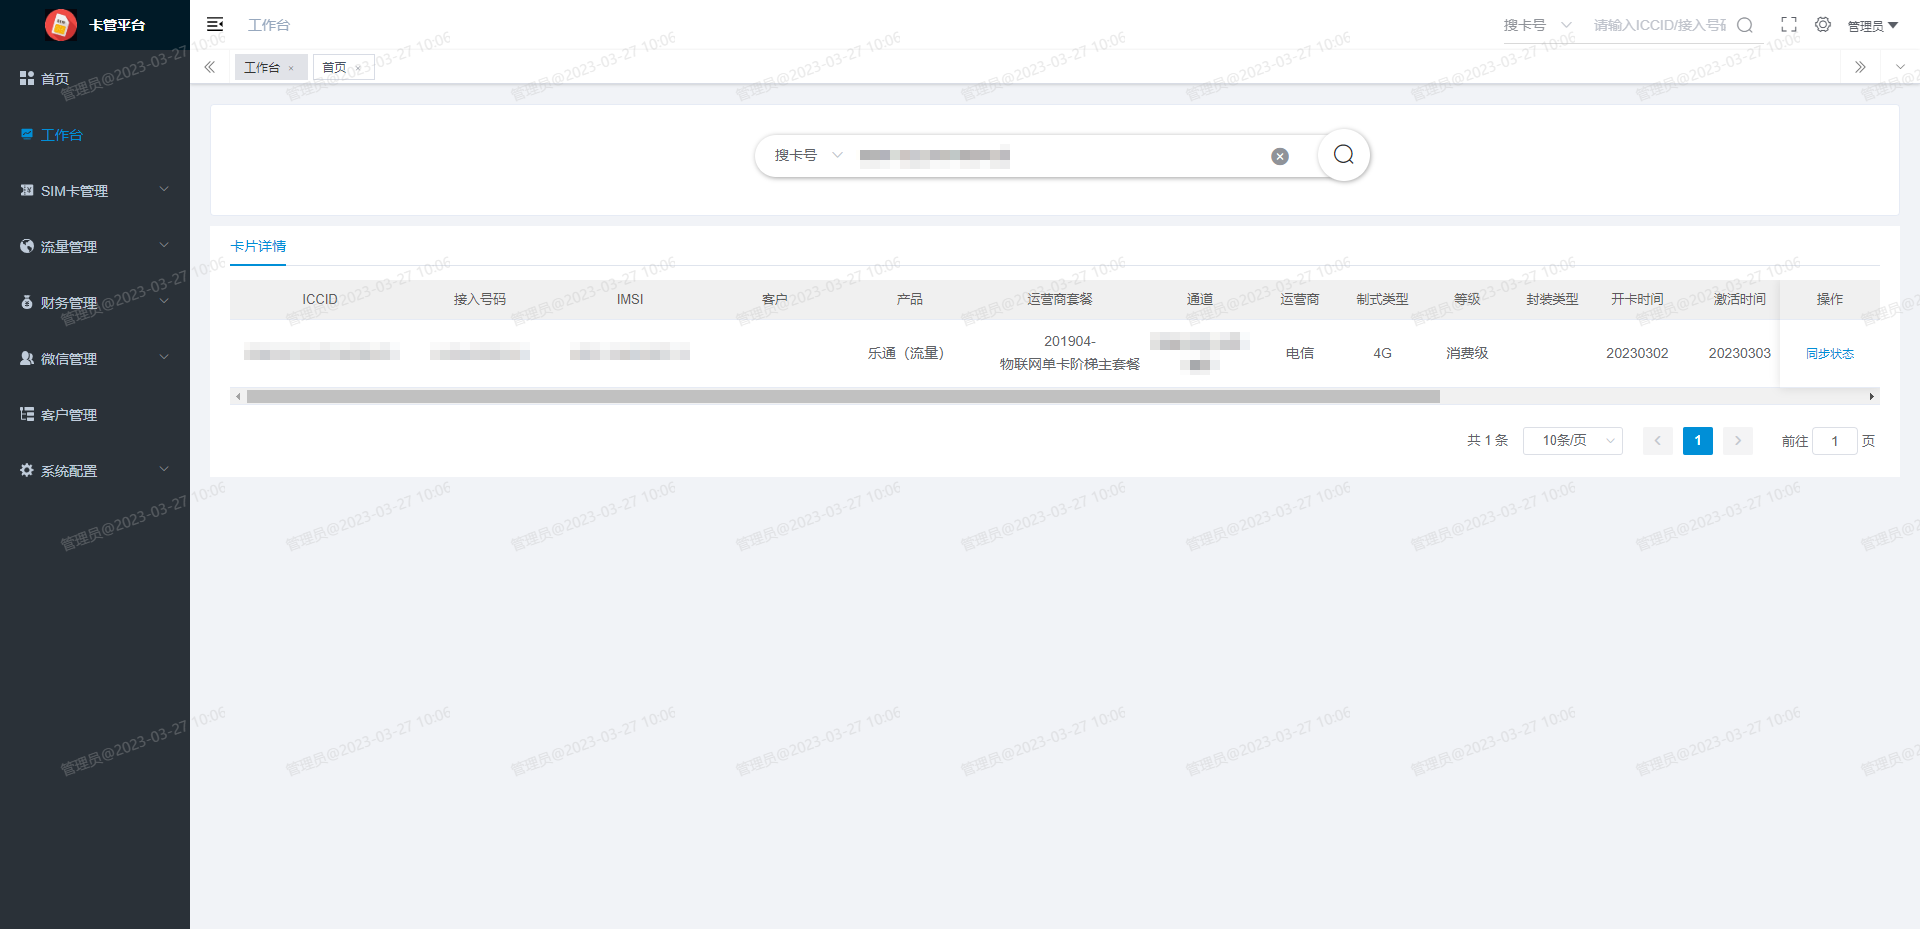 卡管平台
工作台
搜卡号
请输入ICCID/接入号码
管理员
工作台 ×
首页 ×
首页
工作台
SIM卡管理
流量管理
财务管理
微信管理
客户管理
系统配置
搜卡号
卡片详情
ICCID 接入号码 IMSI 客户 产品 运营商套餐 通道 运营商 制式类型 等级 封装类型 开卡时间 激活时间 操作
乐通（流量） 201904-
物联网单卡阶梯主套餐 电信 4G 消费级 20230302 20230303 同步状态
共 1 条 10条/页 1 前往 1 页
管理员@2023-03-27 10:06